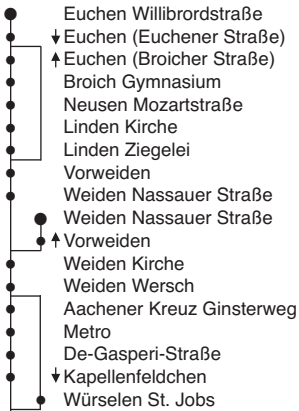 Euchen Willibrordstraße
↓Euchen (Euchener Straße)
↑Euchen (Broicher Straße)
Broich Gymnasium
Neusen Mozartstraße
Linden Kirche
Linden Ziegelei
Vorweiden
Weiden Nassauer Straße
Weiden Nassauer Straße
↑Vorweiden
Weiden Kirche
Weiden Wersch
Aachener Kreuz Ginsterweg
Metro
De-Gasperi-Straße
↓Kapellenfeldchen
Würselen St. Jobs